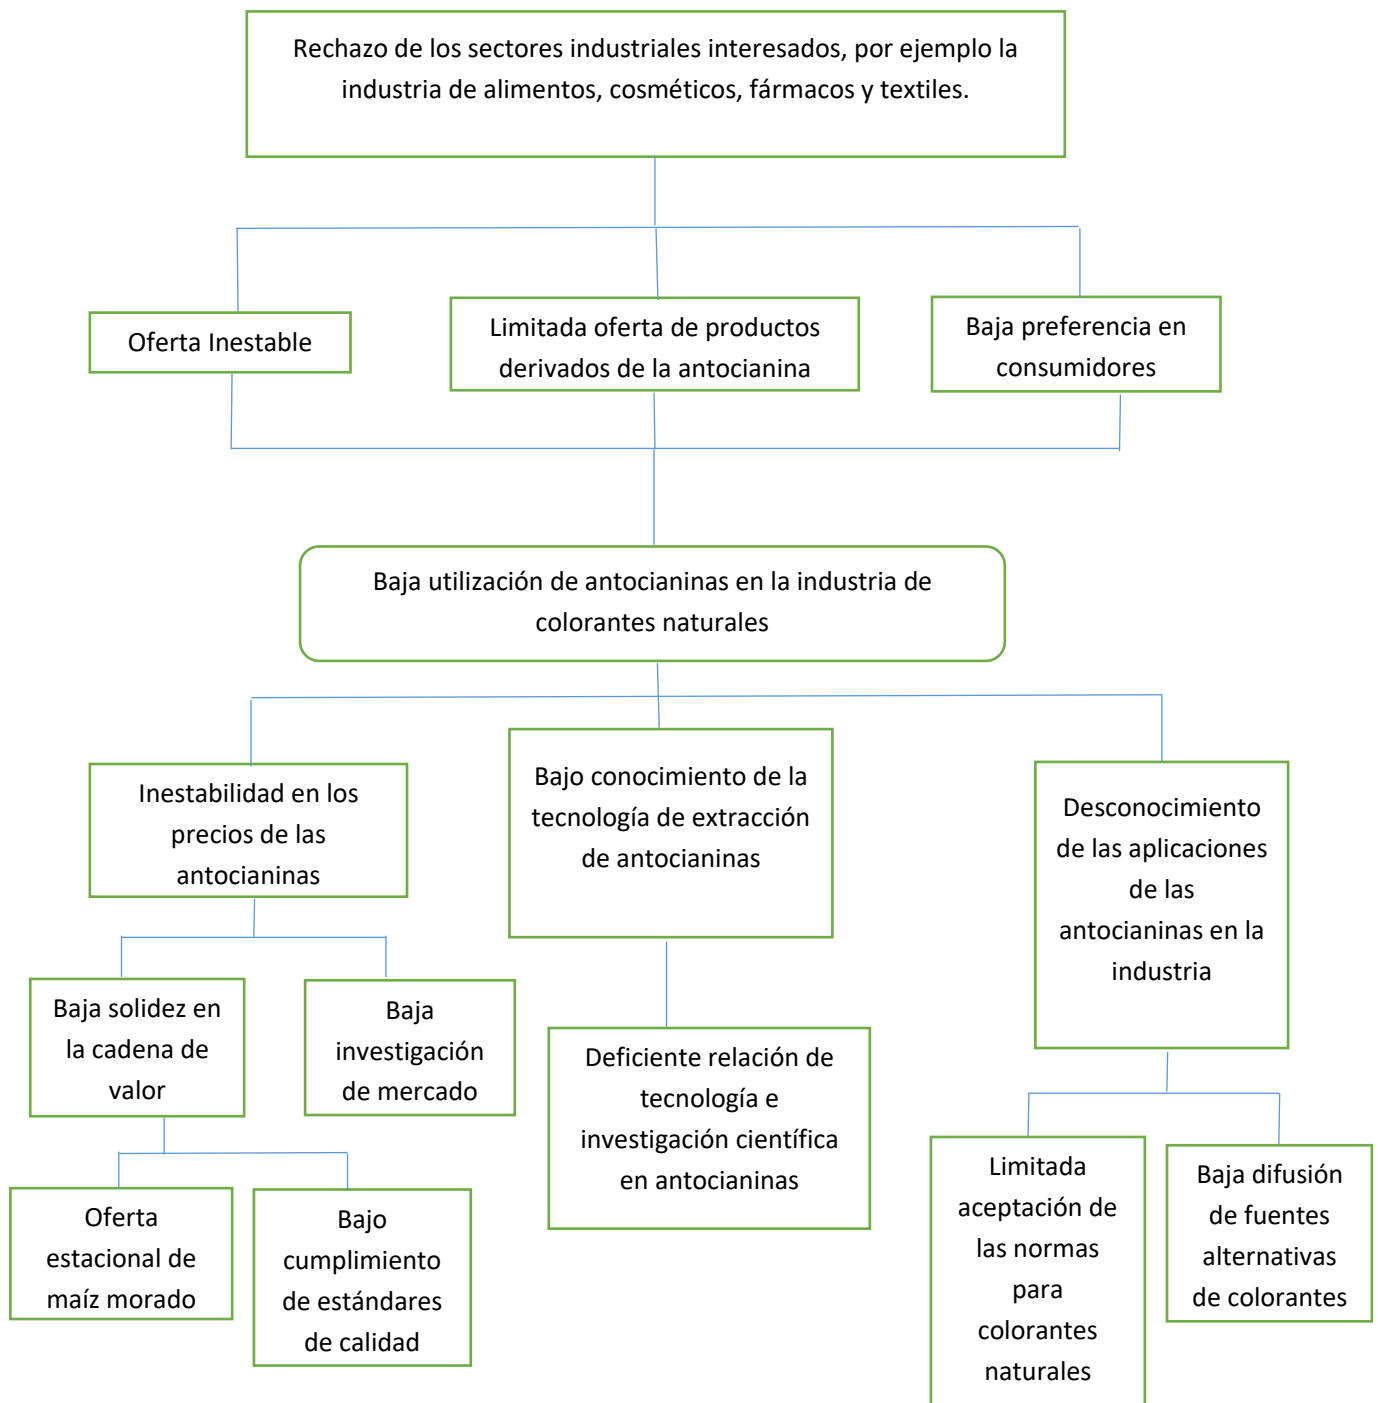 Rechazo de los sectores industriales interesados, por ejemplo la
industria de alimentos, cosméticos, fármacos y textiles.
Oferta Inestable
Limitada oferta de productos
derivados de la antocianina
Baja preferencia en
consumidores
Baja utilización de antocianinas en la industria de
colorantes naturales
Inestabilidad en los
precios de las
antocianinas
Bajo conocimiento de la
tecnología de extracción
de antocianinas
Desconocimiento
de las aplicaciones
de las
antocianinas en la
industria
Baja solidez en
la cadena de
valor
Baja
investigación
de mercado
Deficiente relación de
tecnología e
investigación científica
en antocianinas
Limitada
aceptación de
las normas
para
colorantes
naturales
Baja difusión
de fuentes
alternativas
de colorantes
Oferta
estacional de
maíz morado
Bajo
cumplimiento
de estándares
de calidad